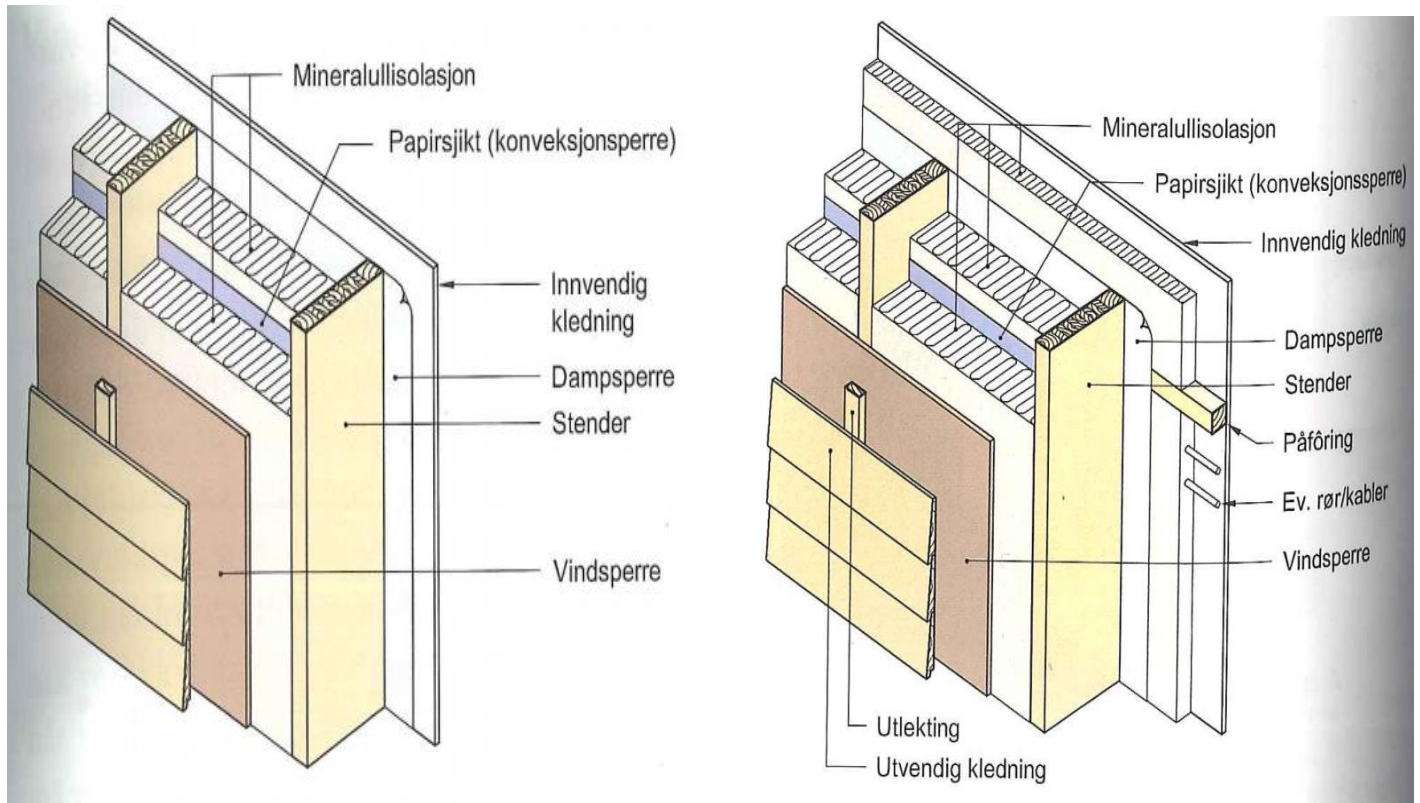 Mineralullisolasjon
Papirsjikt (konveksjonsperre)
Innvendig
kledning
Dampsperre
Stender
Vindsperre
Mineralullisolasjon
Papirsjikt (konveksjonssperre)
Innvendig kledning
Dampsperre
Stender
Påfôring
Ev. rør/kabler
Vindsperre
Utlekting
Utvendig kledning